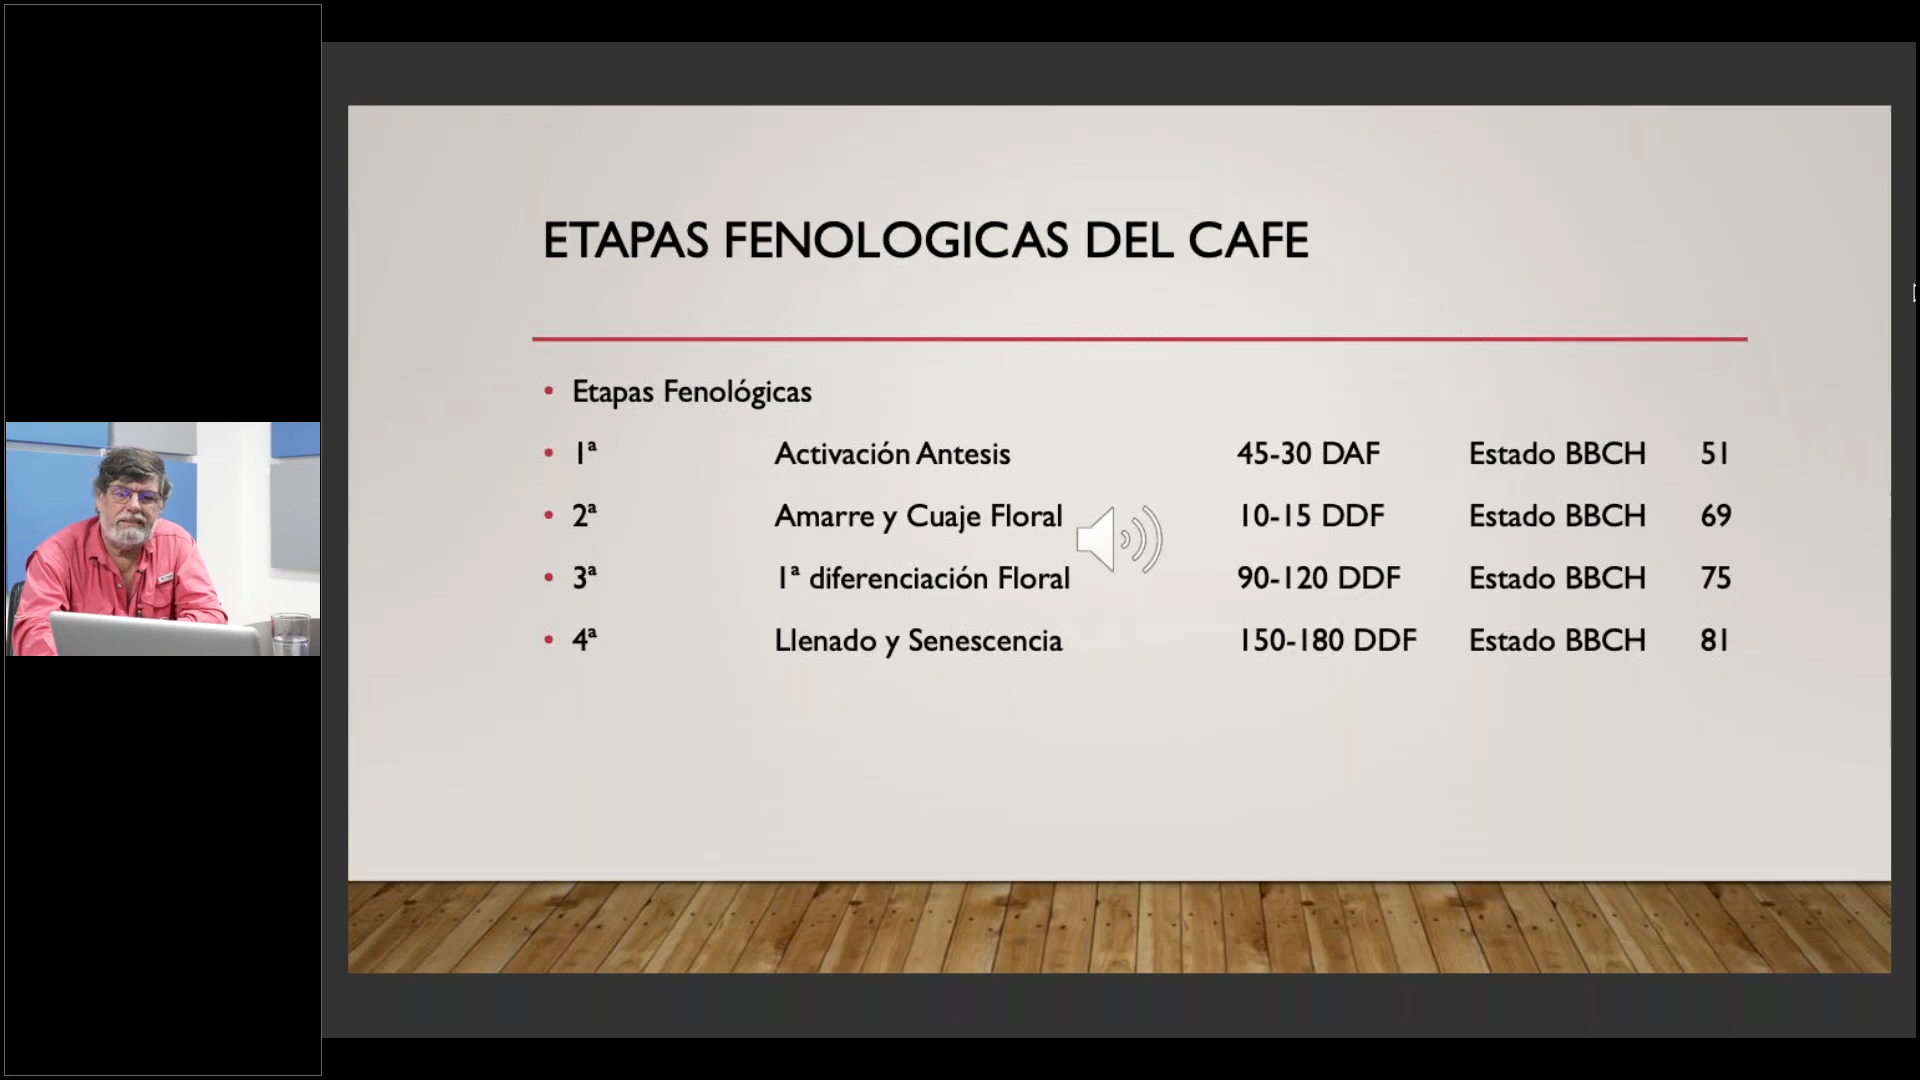 ETAPAS FENOLOGICAS DEL CAFE
• Etapas Fenológicas
• 1ª Activación Antesis 45-30 DAF Estado BBCH 51
• 2ª Amarre y Cuaje Floral 10-15 DDF Estado BBCH 69
• 3ª 1ª diferenciación Floral 90-120 DDF Estado BBCH 75
• 4ª Llenado y Senescencia 150-180 DDF Estado BBCH 81